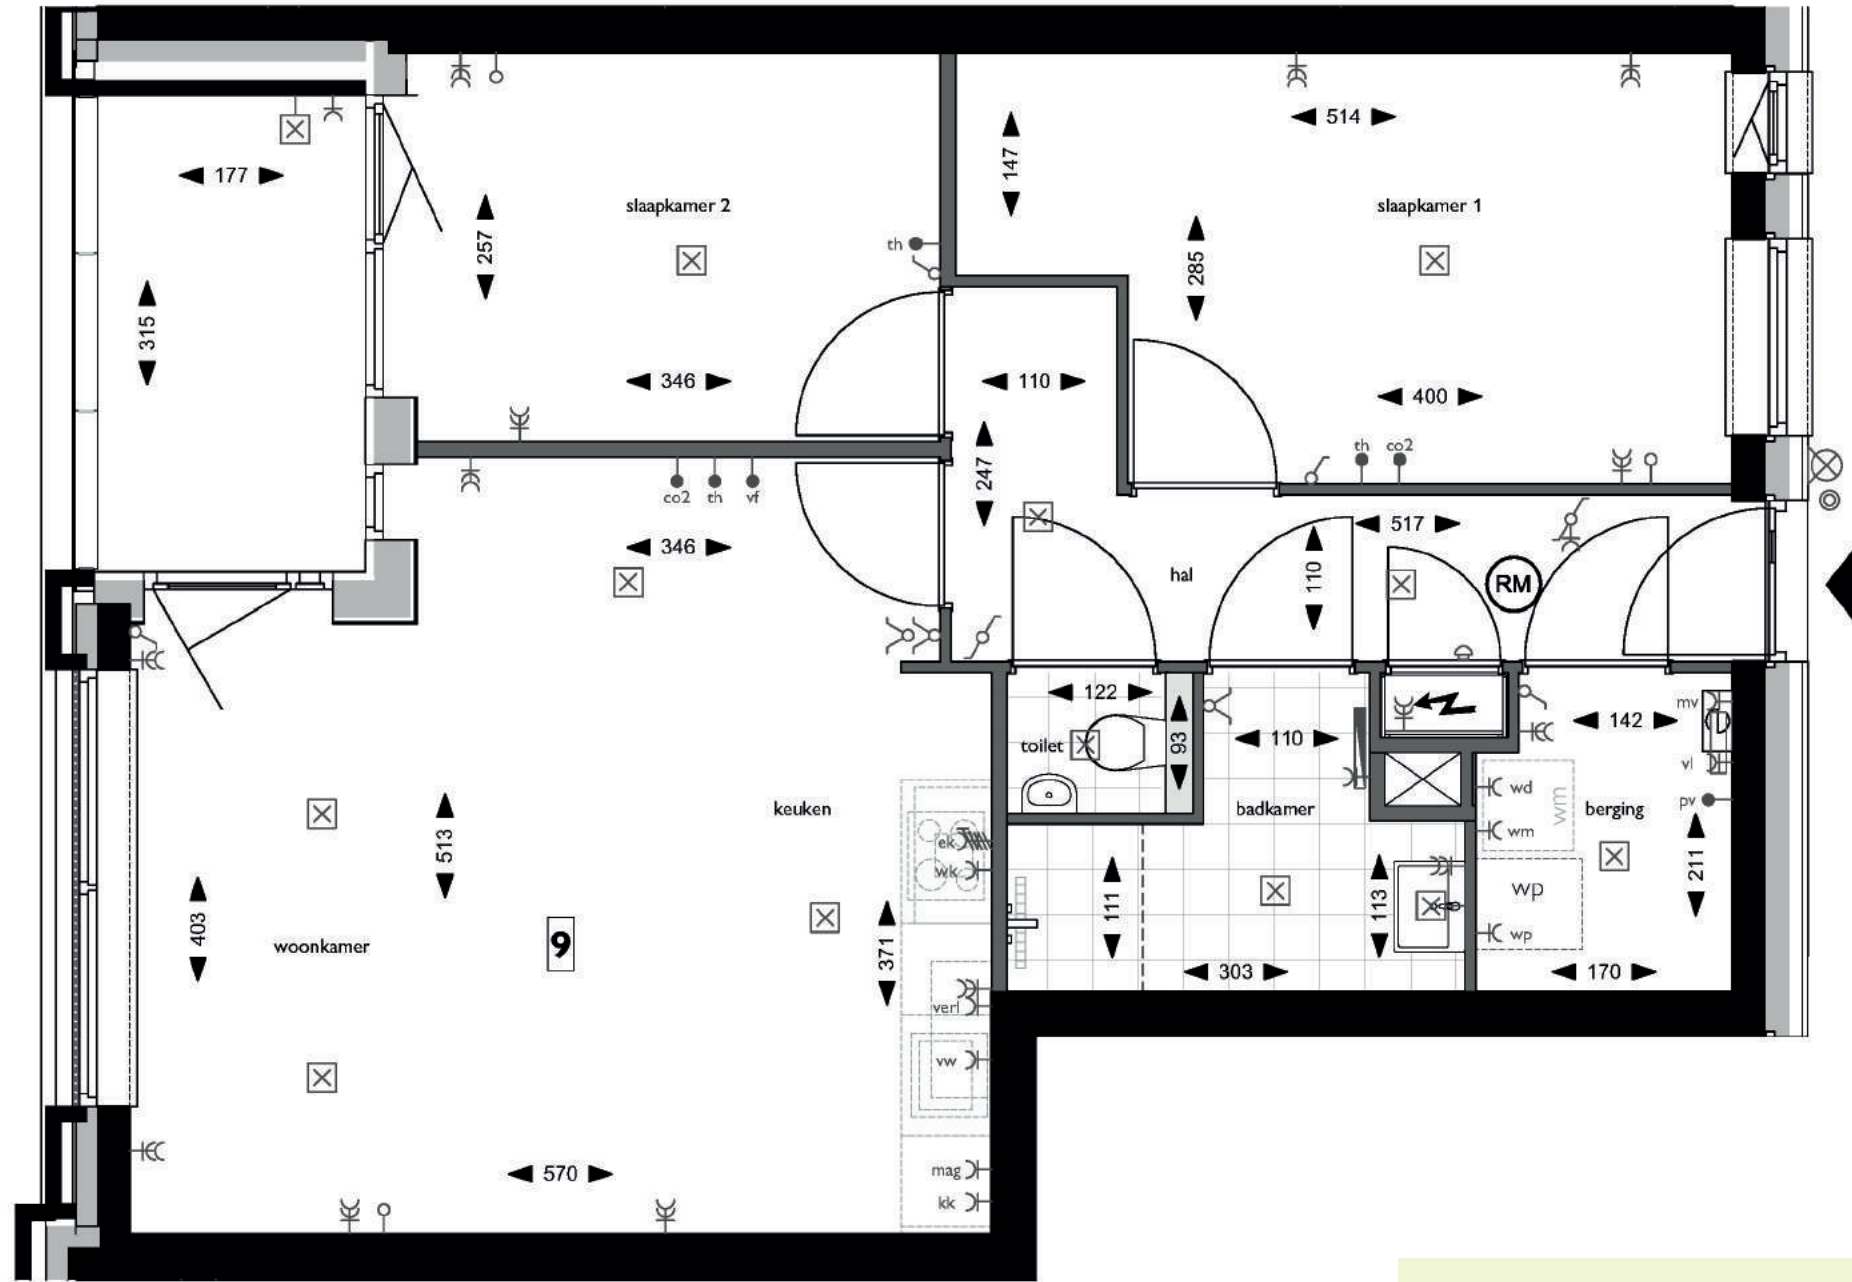 514
147
177
slaapkamer 2
slaapkamer 1
257
th
285
315
346
110
400
247
th co2
co2 th vf
346
517
hal
110
RM
122
toilet
93
110
142
mv
vl
pv
keuken
badkamer
berging
wd
wm
wm
ek
wk
513
403
woonkamer
9
371
111
113
wp
wp
211
303
170
verl
vw
mag
kk
570